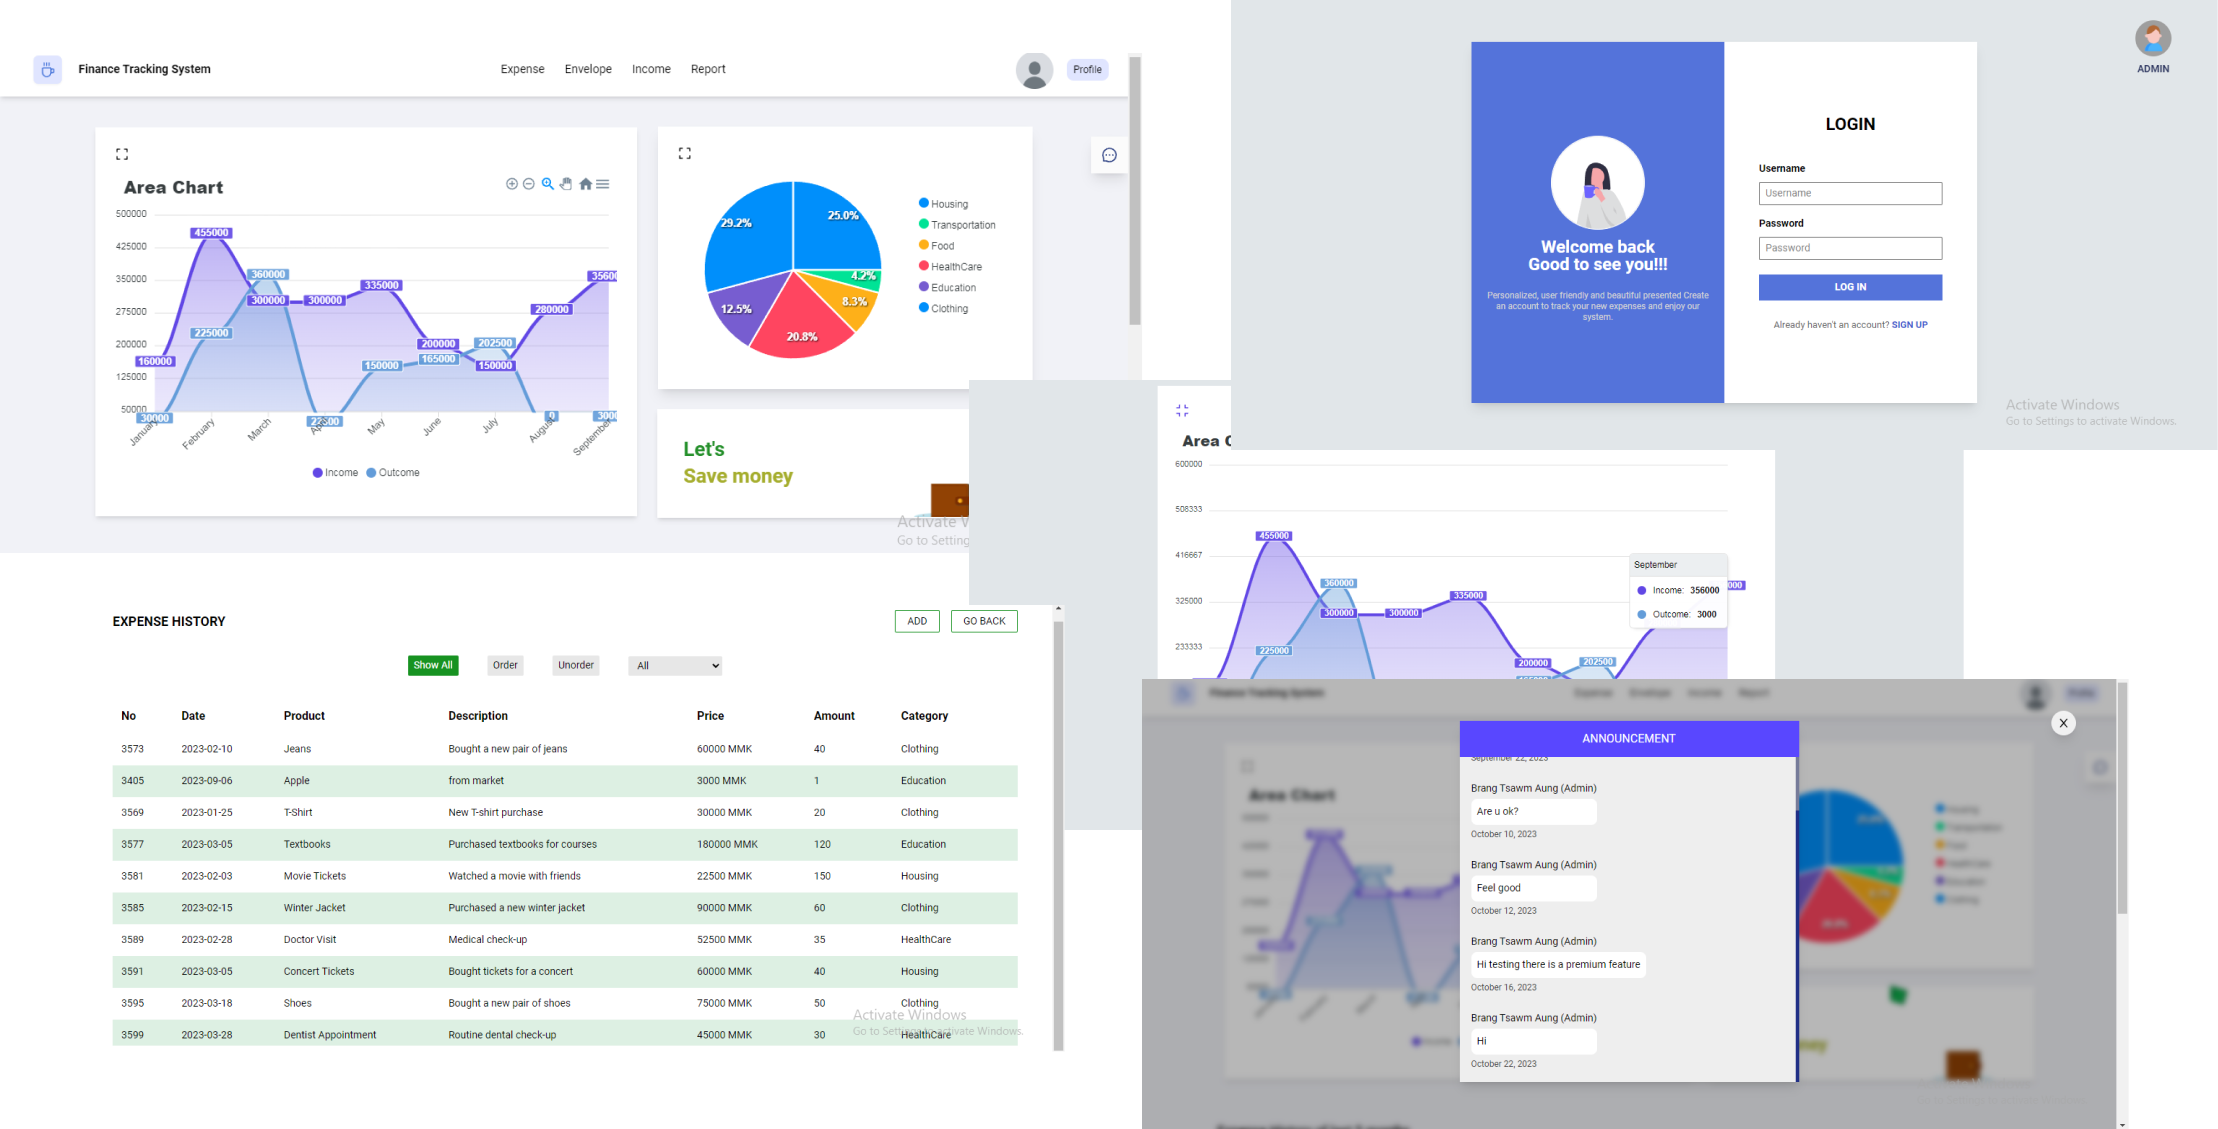 Finance Tracking System
Expense Envelope Income Report
Profile
Area Chart
500000
425000
350000
275000
200000
125000
50000
455000
360000
300000
300000
335000
225000
160000
200000
165000
150000
202500
150000
280000
30000
0
January
February
March
May
June
July
August
September
Income Outcome
29.2%
25.0%
4.2%
8.3%
20.8%
12.5%
Housing
Transportation
Food
HealthCare
Education
Clothing
Let's
Save money
ADMIN
Welcome back
Good to see you!!!
Personalized, user friendly and beautiful presented Create
an account to track your new expenses and enjoy our
system.
LOGIN
Username
Username
Password
Password
LOG IN
Already haven't an account? SIGN UP
Activate Windows
Go to Settings to activate Windows.
Area
600000
508333
416667
325000
233333
455000
360000
300000
300000
335000
225000
200000
202500
September
Income: 356000
Outcome: 3000
EXPENSE HISTORY
ADD GO BACK
Show All Order Unorder All
No Date Product Description Price Amount Category
3573 2023-02-10 Jeans Bought a new pair of jeans 60000 MMK 40 Clothing
3405 2023-09-06 Apple from market 3000 MMK 1 Education
3569 2023-01-25 T-Shirt New T-shirt purchase 30000 MMK 20 Clothing
3577 2023-03-05 Textbooks Purchased textbooks for courses 180000 MMK 120 Education
3581 2023-02-03 Movie Tickets Watched a movie with friends 22500 MMK 150 Housing
3585 2023-02-15 Winter Jacket Purchased a new winter jacket 90000 MMK 60 Clothing
3589 2023-02-28 Doctor Visit Medical check-up 52500 MMK 35 HealthCare
3591 2023-03-05 Concert Tickets Bought tickets for a concert 60000 MMK 40 Housing
3595 2023-03-18 Shoes Bought a new pair of shoes 75000 MMK 50 Clothing
3599 2023-03-28 Dentist Appointment Routine dental check-up 45000 MMK 30 HealthCare
Activate Windows
Go to Settings to activate Windows.
Finance Tracking System
Expense Envelope Income Report
Profile
Area Chart
X
ANNOUNCEMENT
September 22, 2023
Brang Tsawm Aung (Admin)
Are u ok?
October 10, 2023
Brang Tsawm Aung (Admin)
Feel good
October 12, 2023
Brang Tsawm Aung (Admin)
Hi testing there is a premium feature
October 16, 2023
Brang Tsawm Aung (Admin)
Hi
October 22, 2023